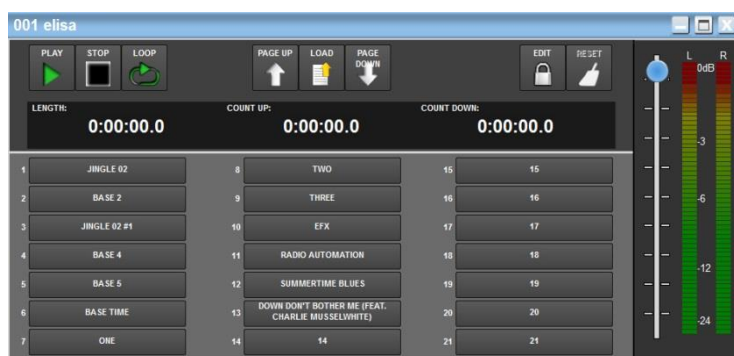 001 elisa
PLAY STOP LOOP PAGE UP LOAD PAGE DOWN EDIT RESET
L R
0dB
LENGTH: COUNT UP: COUNT DOWN:
0:00:00.0 0:00:00.0 0:00:00.0
-3
1 JINGLE 02 8 TWO 15 15
2 BASE 2 9 THREE 16 16
-6
3 JINGLE 02 #1 10 EFX 17 17
4 BASE 4 11 RADIO AUTOMATION 18 18
-12
5 BASE 5 12 SUMMERTIME BLUES 19 19
6 BASE TIME 13 DOWN DON'T BOTHER ME (FEAT. CHARLIE MUSSELWHITE) 20 20
-24
7 ONE 14 14 21 21